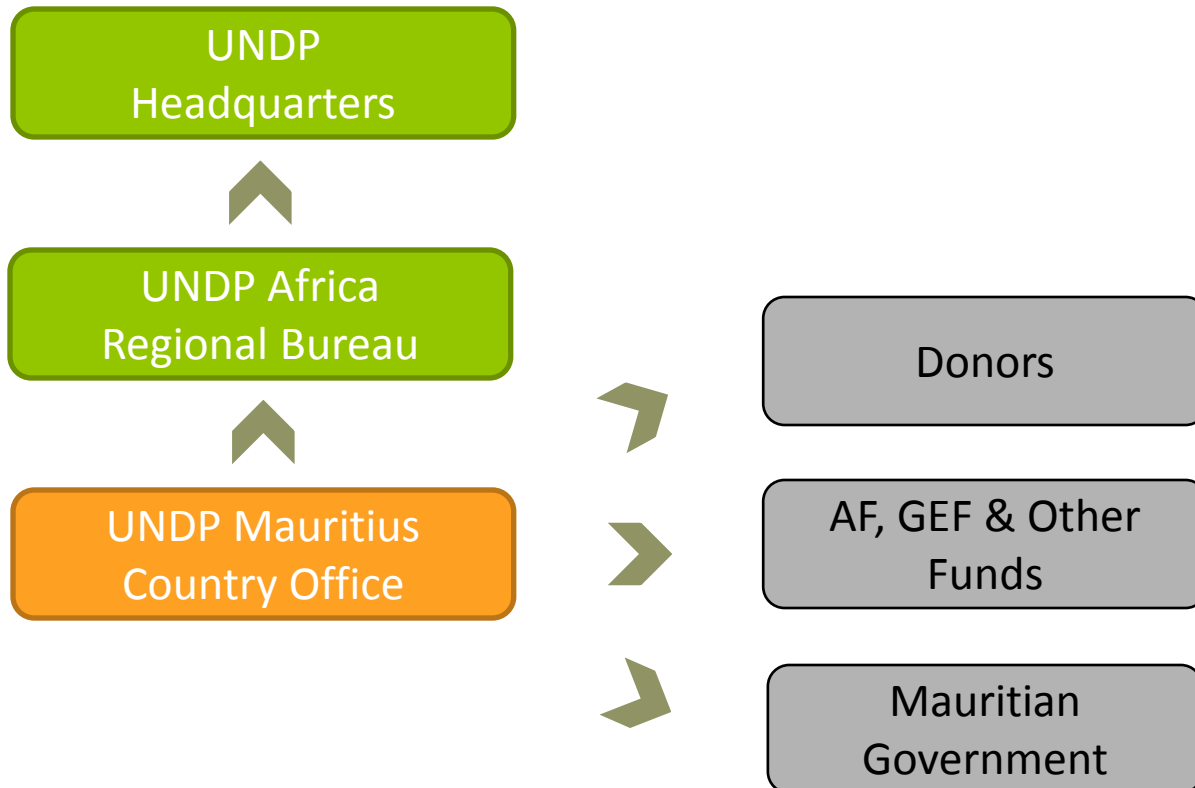 UNDP
Headquarters
UNDP Africa
Regional Bureau
UNDP Mauritius
Country Office
Donors
AF, GEF & Other
Funds
Mauritian
Government